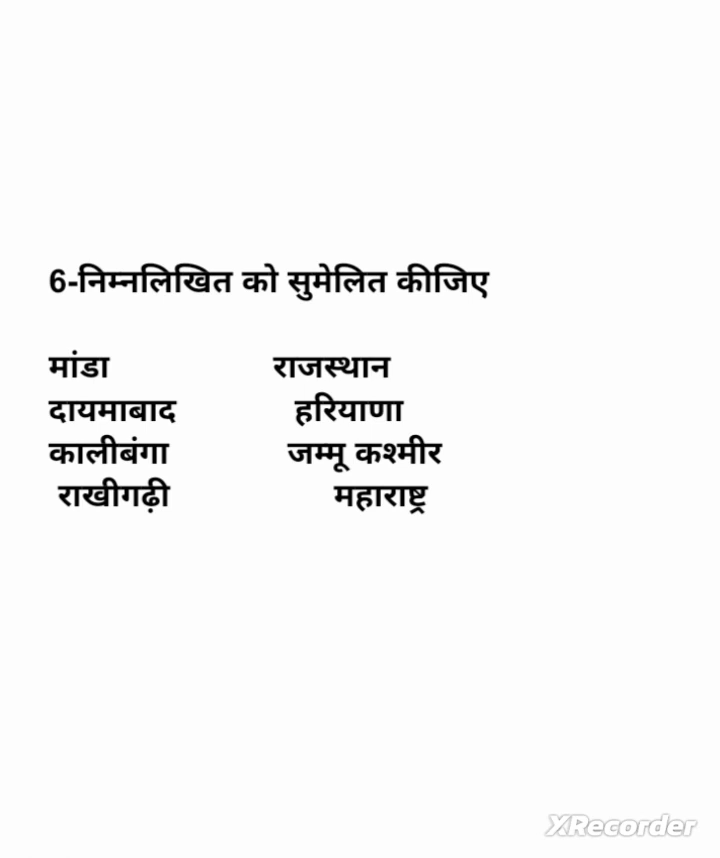 6-निम्नलिखित को सुमेलित कीजिए
मांडा राजस्थान
दायमाबाद हरियाणा
कालीबंगा जम्मू कश्मीर
राखीगढ़ी महाराष्ट्र
XRecorder